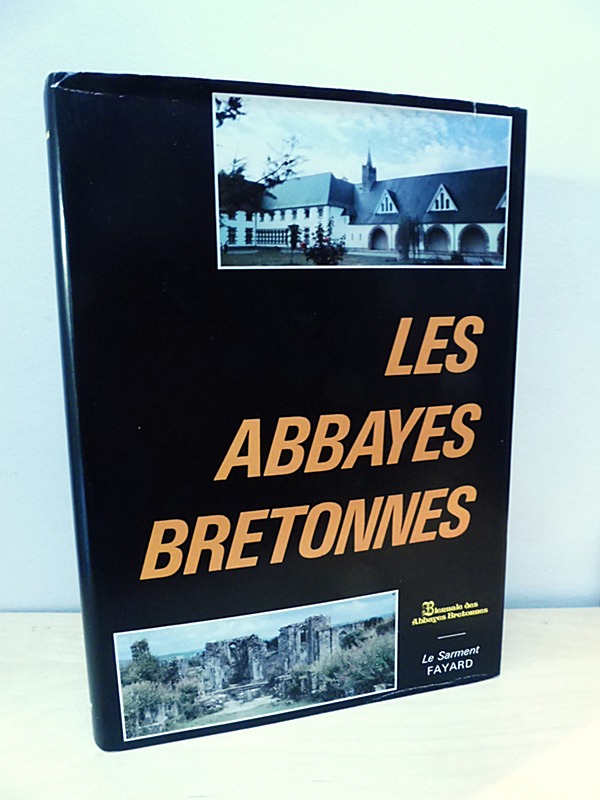 LES
ABBAYES
BRETONNES
Biennale des
Abbayes Bretonnes
Le Sarment
FAYARD